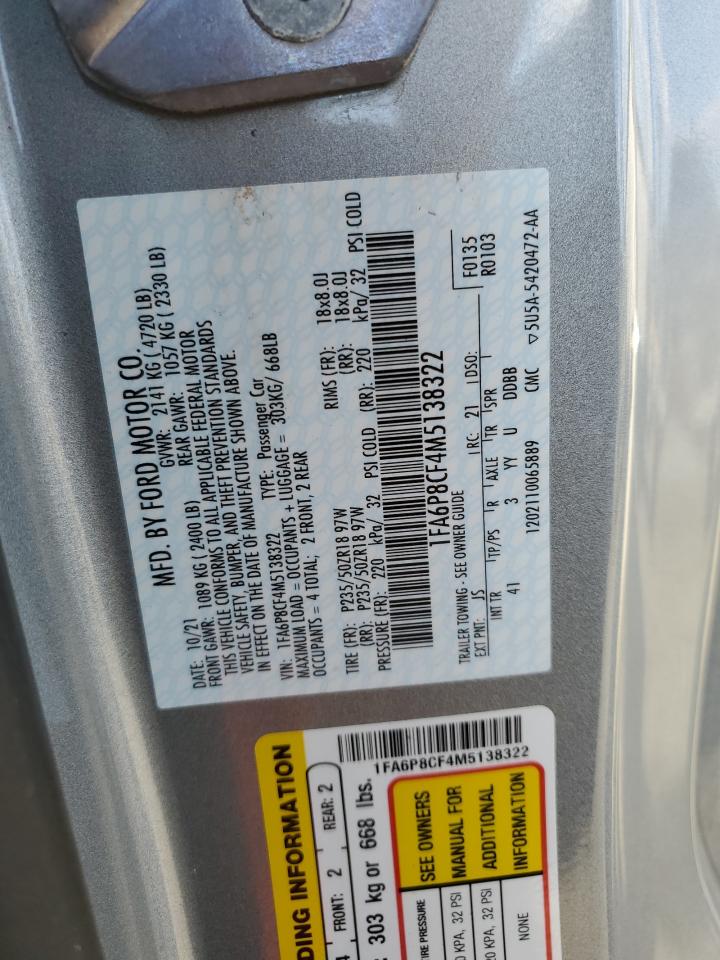 MFD. BY FORD MOTOR CO.
DATE: 10/21 GVWR: 2141 KG ( 4720 LB)
FRONT GAWR: 1089 KG ( 2400 LB) REAR GAWR: 1057 KG ( 2330 LB)
THIS VEHICLE CONFORMS TO ALL APPLICABLE FEDERAL MOTOR
VEHICLE SAFETY, BUMPER, AND THEFT PREVENTION STANDARDS
IN EFFECT ON THE DATE OF MANUFACTURE SHOWN ABOVE.
VIN: 1FA6P8CF4M5138322 TYPE: Passenger Car
MAXIMUM LOAD = OCCUPANTS + LUGGAGE = 303KG/ 668LB
OCCUPANTS = 4 TOTAL; 2 FRONT, 2 REAR
TIRE (FR): P235/50ZR18 97W RIMS (FR): 18x8.0J
(RR): P235/50ZR18 97W (RR): 18x8.0J
PRESSURE (FR): 220 kPa/ 32 PSI COLD (RR): 220 kPa/ 32 PSI COLD
1FA6P8CF4M5138322
TRAILER TOWING - SEE OWNER GUIDE F0135
EXT PNT: JS RC: 21 DSO: R0103
INT TR TP/PS R AXLE TR SPR
41 3 YY U DDBB
1202110065889 CMC ▽5U5A-5420472-AA
1FA6P8CF4M5138322
DING INFORMATION
4 FRONT: 2 REAR: 2
303 kg or 668 lbs.
TIRE PRESSURE SEE OWNERS
KPA, 32 PSI MANUAL FOR
KPA, 32 PSI ADDITIONAL
NONE INFORMATION